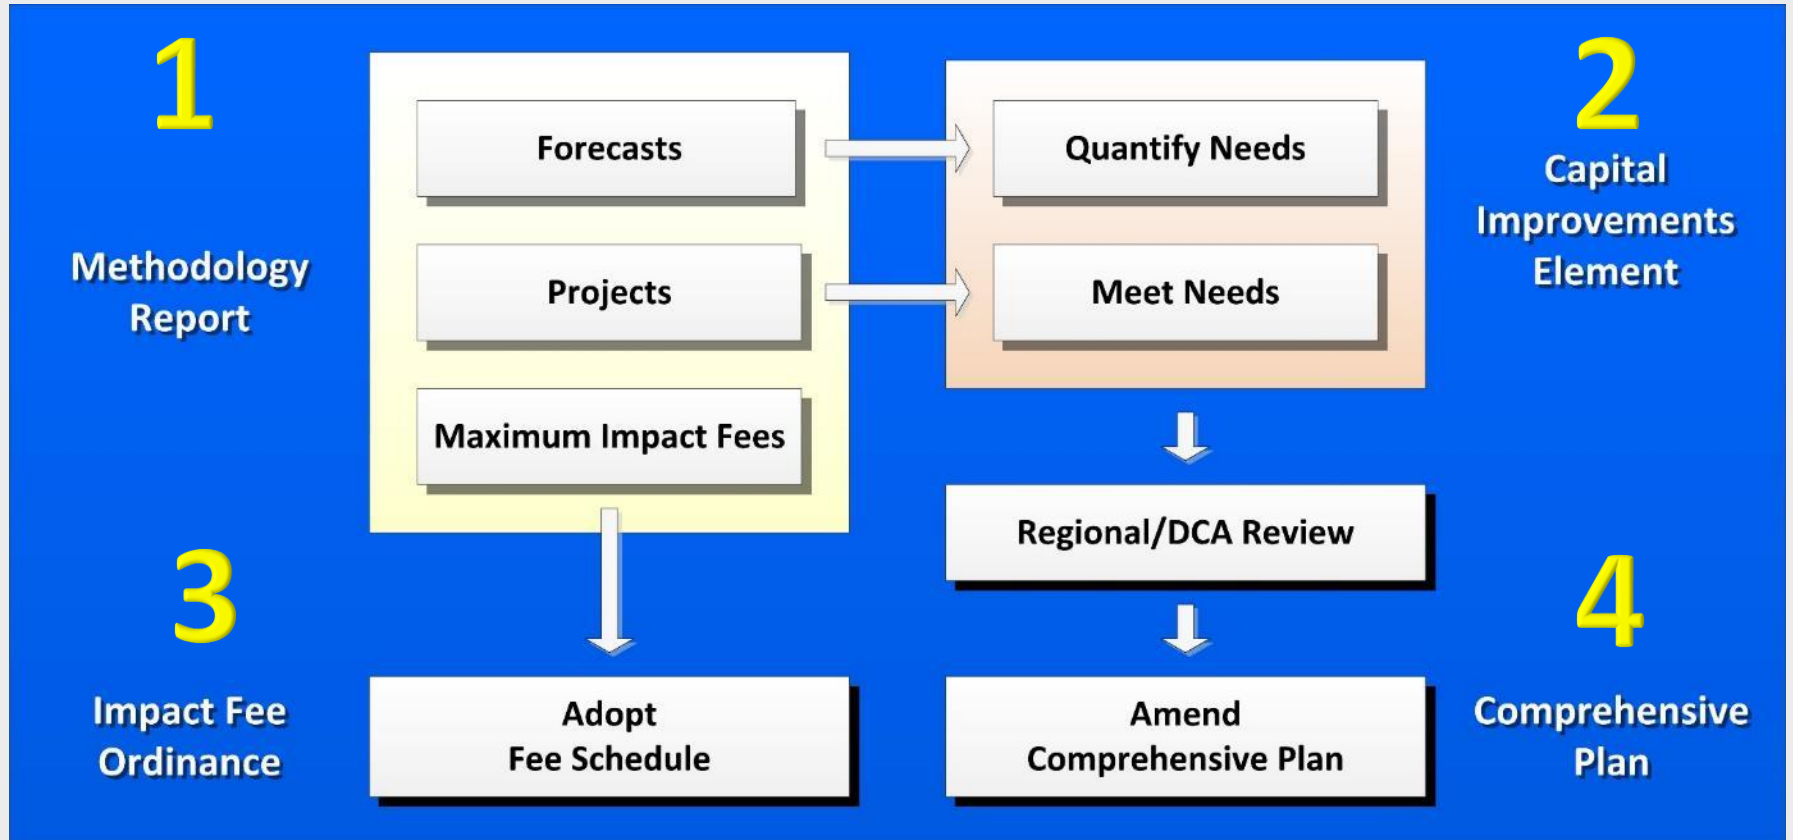 1
Methodology
Report
Forecasts
Projects
Maximum Impact Fees
2
Capital
Improvements
Element
Quantify Needs
Meet Needs
Regional/DCA Review
3
Impact Fee
Ordinance
Adopt
Fee Schedule
4
Comprehensive
Plan
Amend
Comprehensive Plan